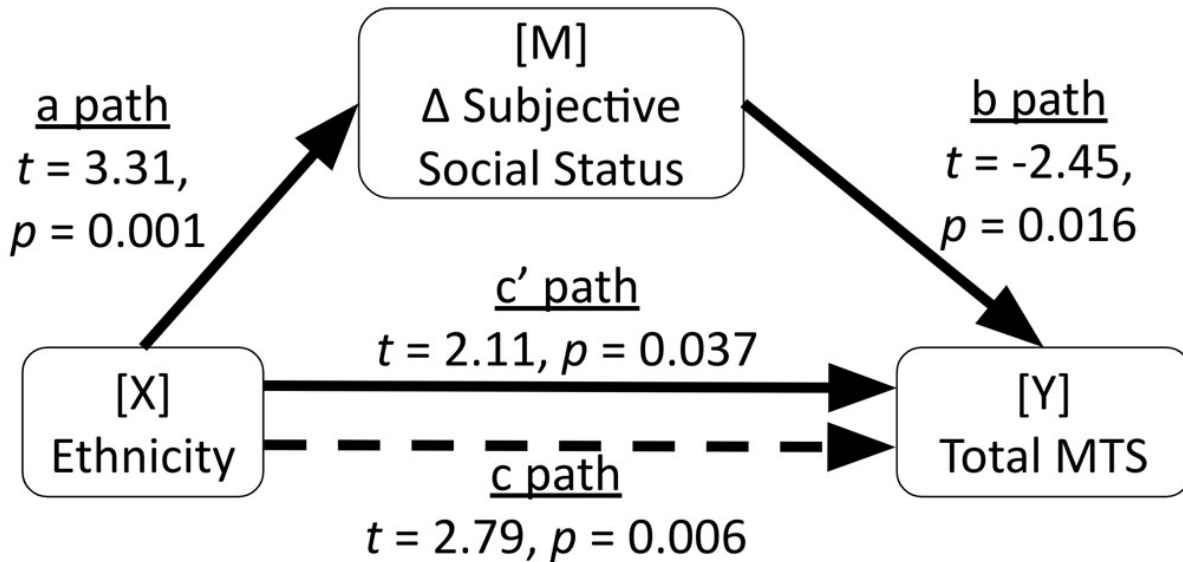 [M]
Δ Subjective
Social Status
a path
t = 3.31,
p = 0.001
b path
t = -2.45,
p = 0.016
c’ path
t = 2.11, p = 0.037
[X]
Ethnicity
[Y]
Total MTS
c path
t = 2.79, p = 0.006